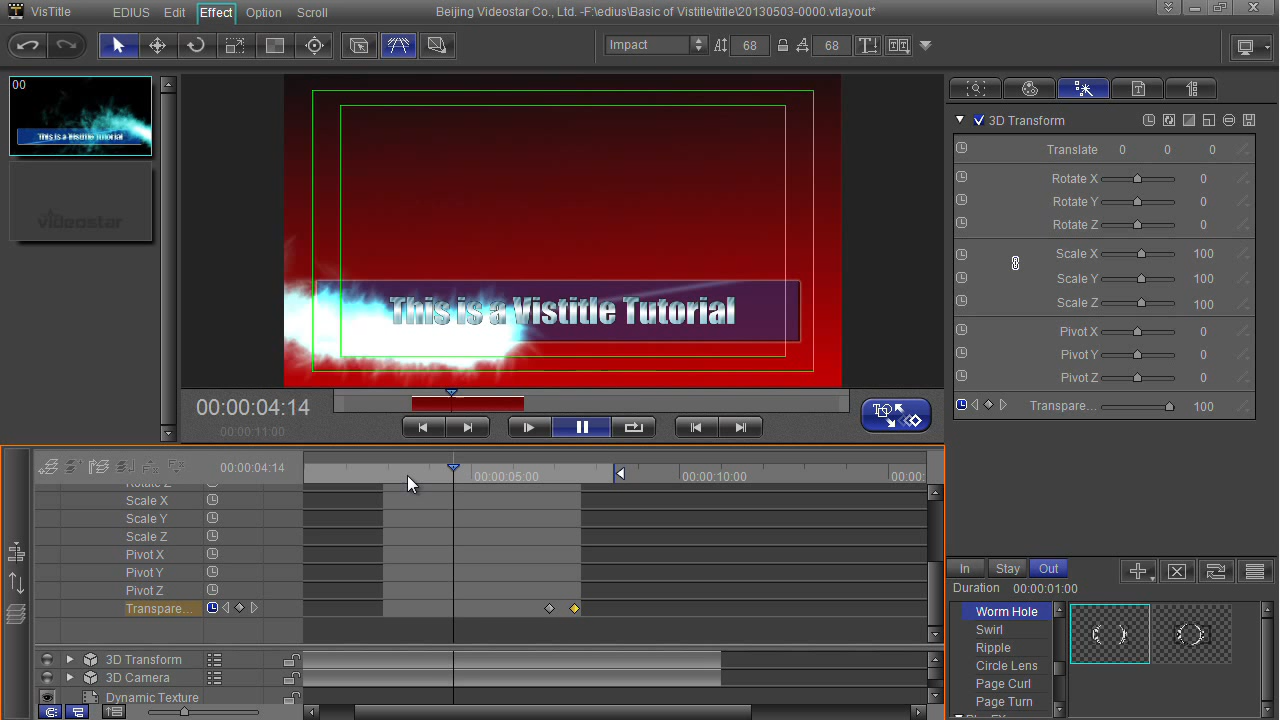 VisTitle EDIUS Edit Effect Option Scroll Beijing Videostar Co., Ltd. -F:\edius\Basic of Vistitle\title\20130503-0000.vtlayout*
Impact 68 68
00
This is a Vistitle Tutorial
videostar
This is a Vistitle Tutorial
3D Transform
Translate 0 0 0
Rotate X 0
Rotate Y 0
Rotate Z 0
Scale X 100
Scale Y 100
Scale Z 100
Pivot X 0
Pivot Y 0
Pivot Z 0
Transpare... 100
00:00:04:14
00:00:11:00
00:00:04:14 00:00:05:00 00:00:10:00 00:00:
Rotate Z
Scale X
Scale Y
Scale Z
Pivot X
Pivot Y
Pivot Z
Transpare...
3D Transform
3D Camera
Dynamic Texture
In Stay Out
Duration 00:00:01:00
Worm Hole
Swirl
Ripple
Circle Lens
Page Curl
Page Turn